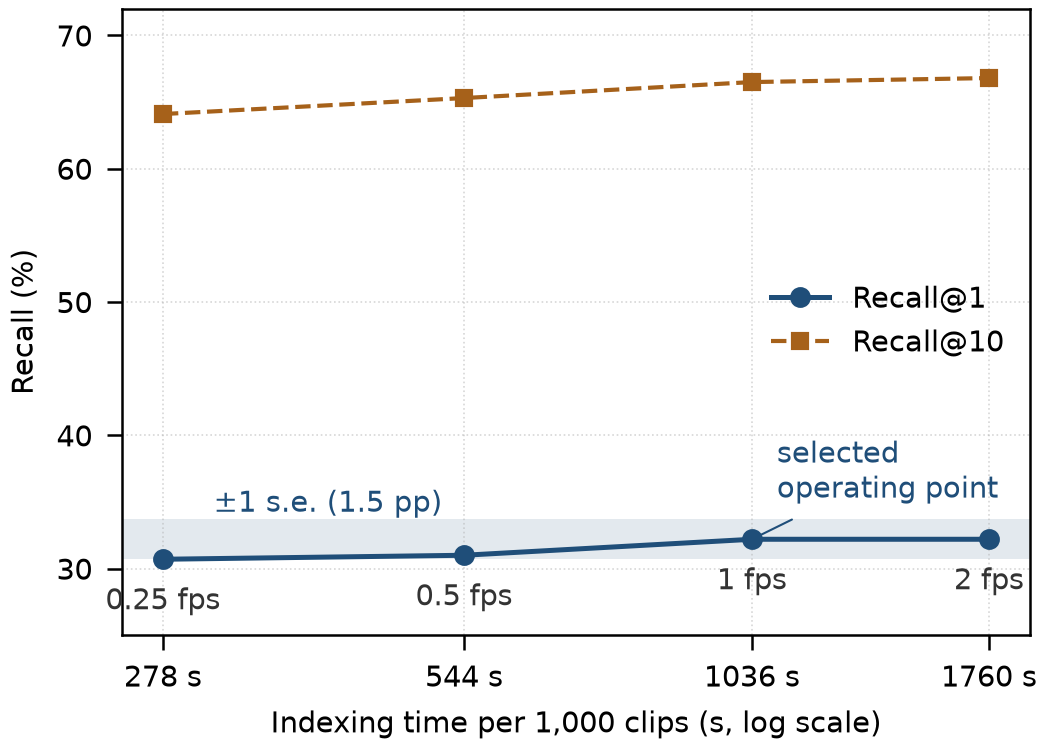 70
60
50
40
30
Recall (%)
Recall@1
Recall@10
selected
operating point
±1 s.e. (1.5 pp)
0.25 fps
0.5 fps
1 fps
2 fps
278 s
544 s
1036 s
1760 s
Indexing time per 1,000 clips (s, log scale)